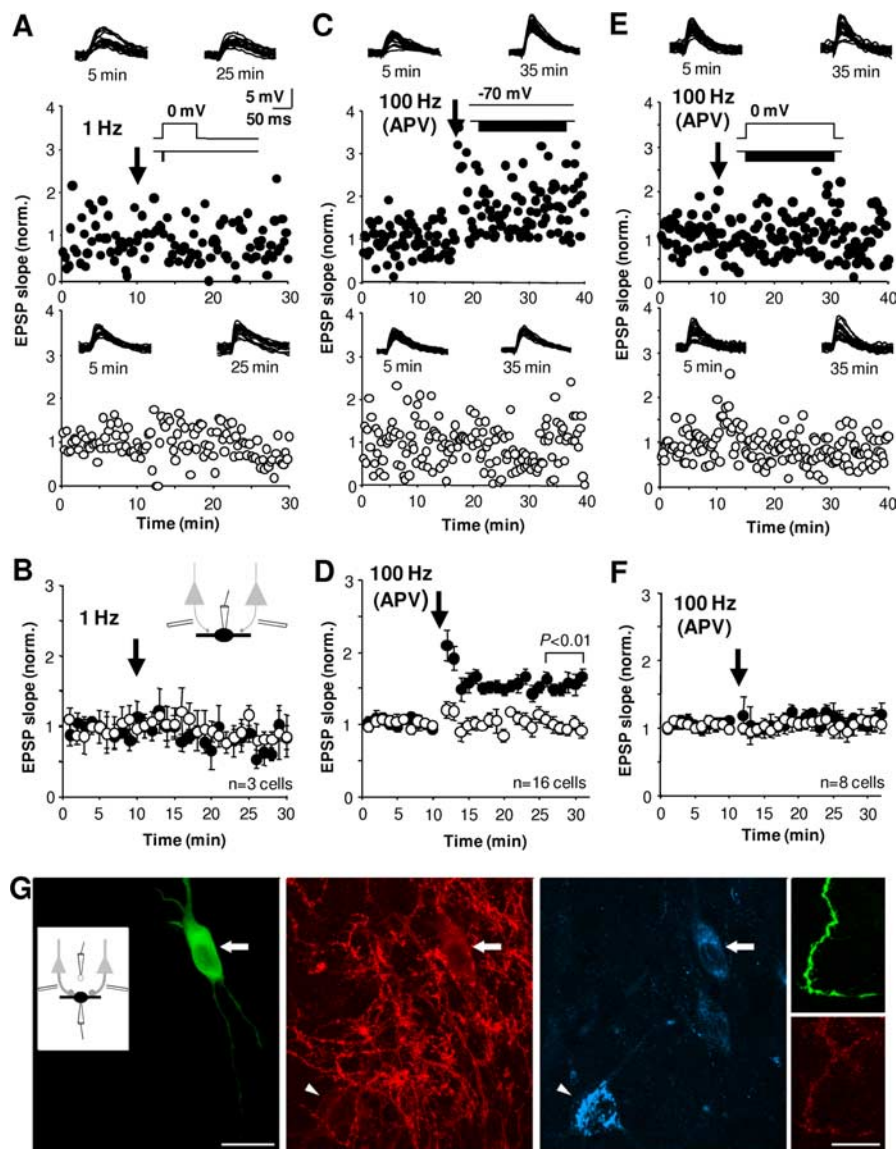 A
5 min
25 min
5 mV
50 ms
1 Hz
0 mV
4
3
2
1
0
0
10
20
30
EPSP slope (norm.)
5 min
25 min
4
3
2
1
0
0
10
20
30
Time (min)
C
5 min
35 min
100 Hz
(APV)
-70 mV
4
3
2
1
0
0
10
20
30
40
EPSP slope (norm.)
5 min
35 min
4
3
2
1
0
0
10
20
30
40
Time (min)
E
5 min
35 min
100 Hz
(APV)
0 mV
4
3
2
1
0
0
10
20
30
40
EPSP slope (norm.)
5 min
35 min
4
3
2
1
0
0
10
20
30
40
Time (min)
B
1 Hz
3
2
1
0
EPSP slope (norm.)
n=3 cells
0
5
10
15
20
25
30
Time (min)
D
100 Hz
(APV)
P<0.01
3
2
1
0
EPSP slope (norm.)
n=16 cells
0
5
10
15
20
25
30
Time (min)
F
100 Hz
(APV)
3
2
1
0
EPSP slope (norm.)
n=8 cells
0
5
10
15
20
25
30
Time (min)
G